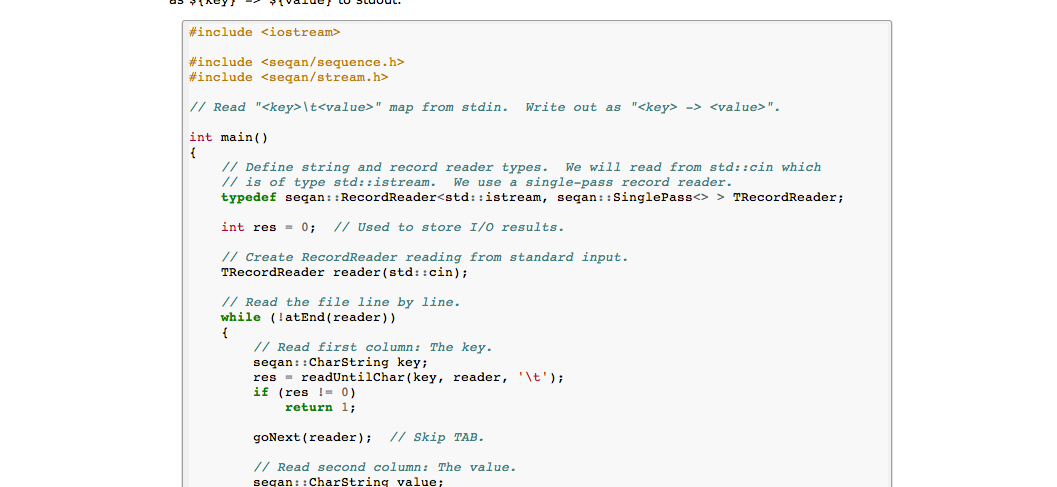 as ${key} -> ${value} to stdout.
#include <iostream>
#include <seqan/sequence.h>
#include <seqan/stream.h>
// Read "<key>\t<value>" map from stdin.  Write out as "<key> -> <value>".
int main()
{
    // Define string and record reader types.  We will read from std::cin which
    // is of type std::istream.  We use a single-pass record reader.
    typedef seqan::RecordReader<std::istream, seqan::SinglePass<> > TRecordReader;
    int res = 0;  // Used to store I/O results.
    // Create RecordReader reading from standard input.
    TRecordReader reader(std::cin);
    // Read the file line by line.
    while (!atEnd(reader))
    {
        // Read first column: The key.
        seqan::CharString key;
        res = readUntilChar(key, reader, '\t');
        if (res != 0)
            return 1;
        goNext(reader);  // Skip TAB.
        // Read second column: The value.
        seqan::CharString value;